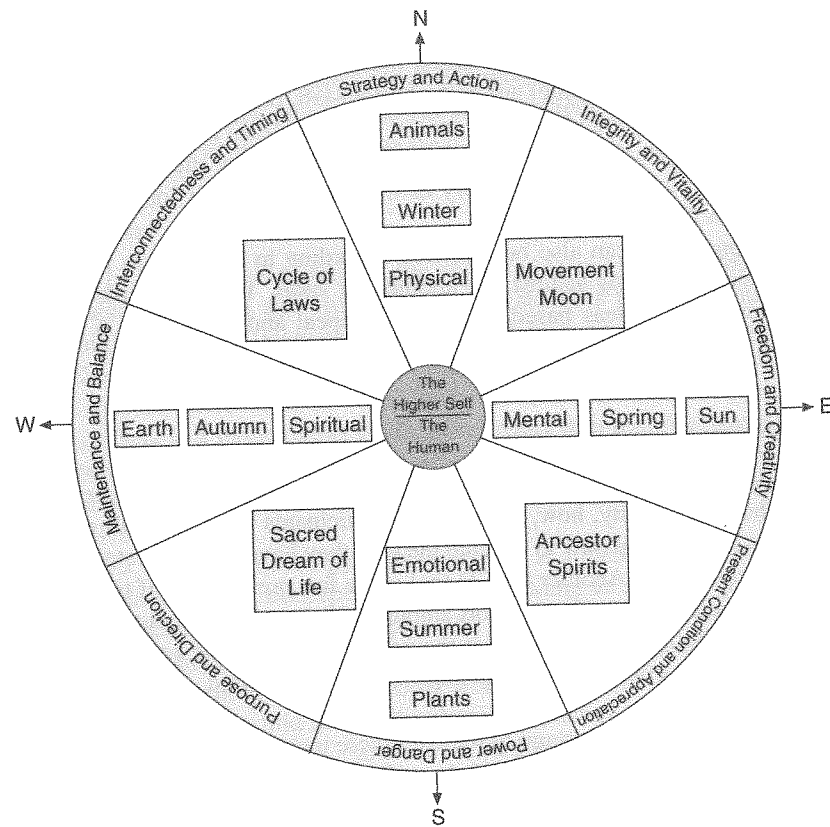 N
Strategy and Action
Integrity and Vitality
Interconnectedness and Timing
Animals
Winter
Physical
Cycle of
Laws
Movement
Moon
Freedom and Creativity
Maintenance and Balance
The
Higher Self
The
Human
W
Earth
Autumn
Spiritual
Mental
Spring
Sun
E
Sacred
Dream of
Life
Emotional
Ancestor
Spirits
Summer
Plants
Purpose and Direction
Present Condition and Appreciation
Power and Danger
S